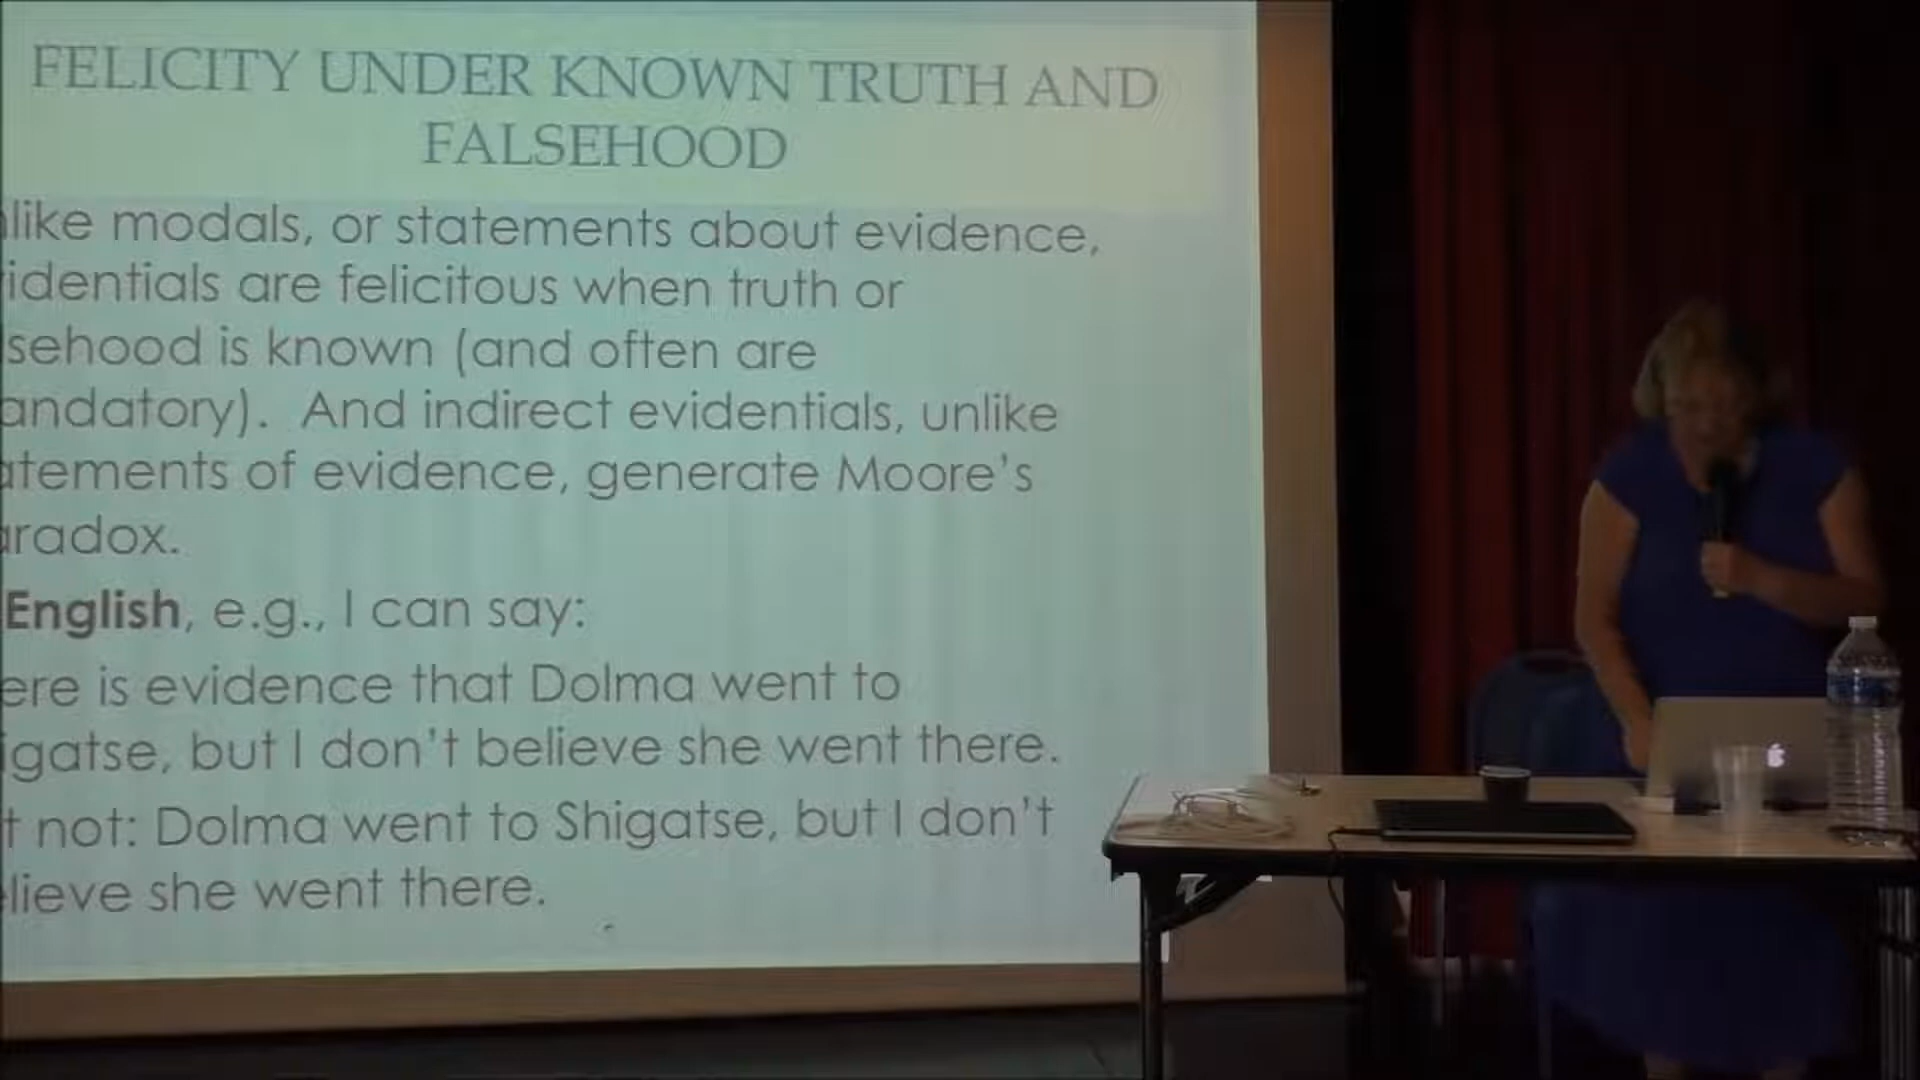 FELICITY UNDER KNOWN TRUTH AND
FALSEHOOD
like modals, or statements about evidence,
identials are felicitous when truth or
sehood is known (and often are
andatory). And indirect evidentials, unlike
atements of evidence, generate Moore's
aradox.
English, e.g., I can say:
ere is evidence that Dolma went to
igatse, but I don't believe she went there.
t not: Dolma went to Shigatse, but I don't
elieve she went there.